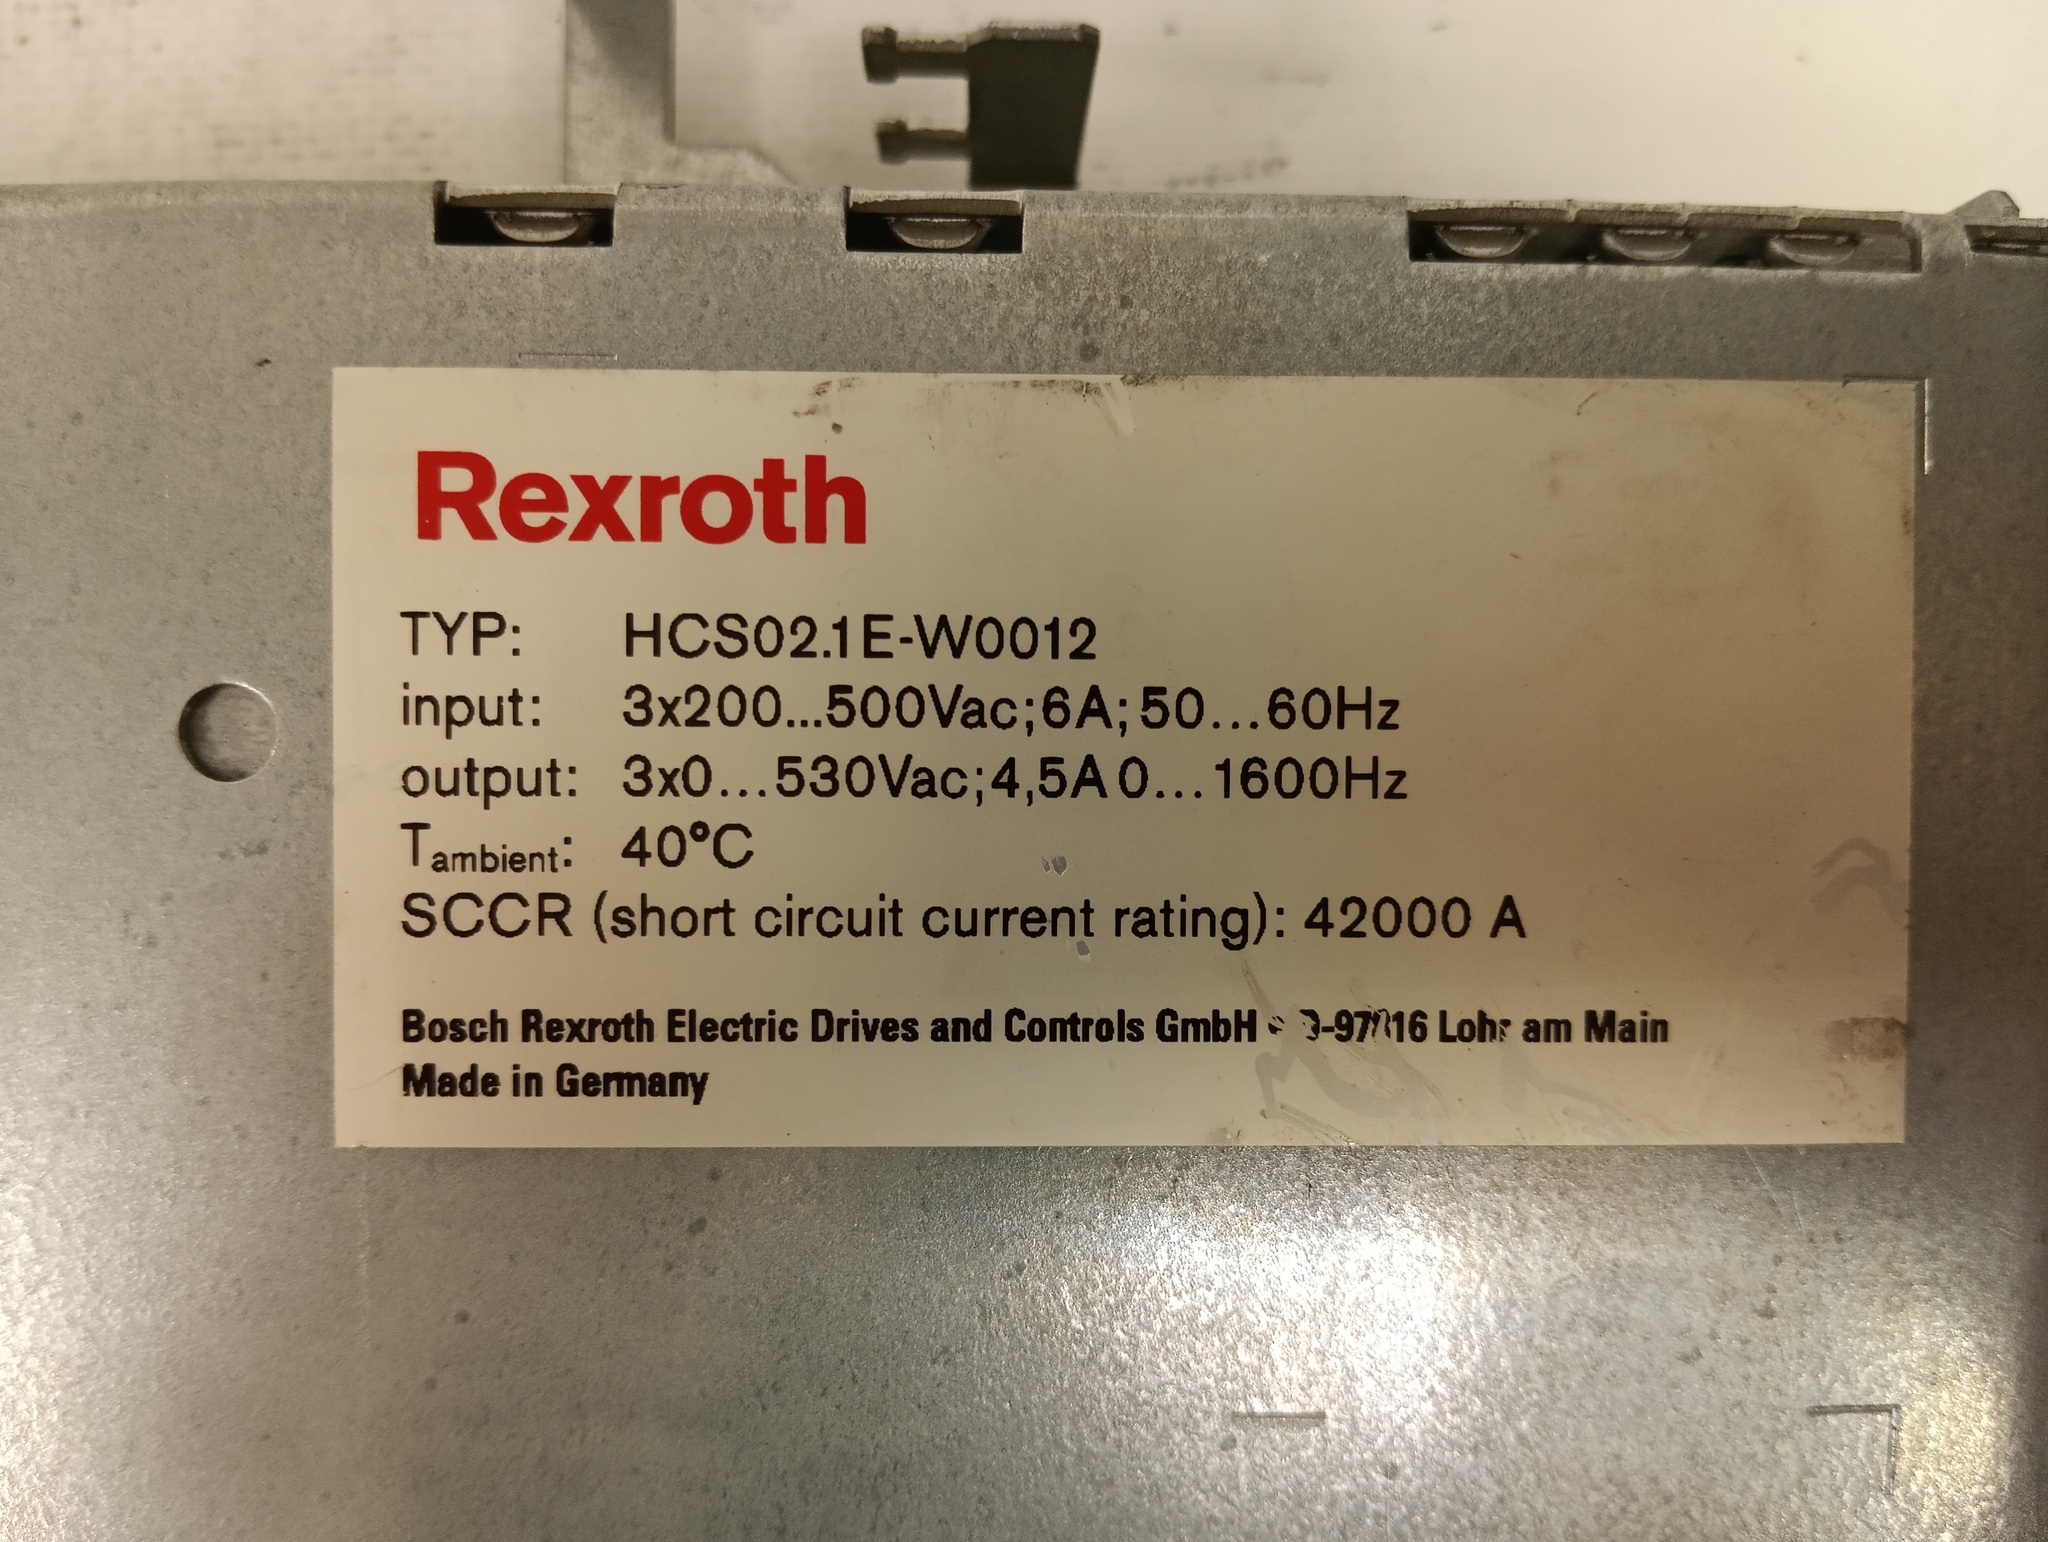 Rexroth
TYP: HCS02.1E-W0012
input: 3x200...500Vac;6A;50...60Hz
output: 3x0...530Vac;4,5A 0...1600Hz
Tambient: 40°C
SCCR (short circuit current rating): 42000 A
Bosch Rexroth Electric Drives and Controls GmbH • Lohr am Main
Made in Germany